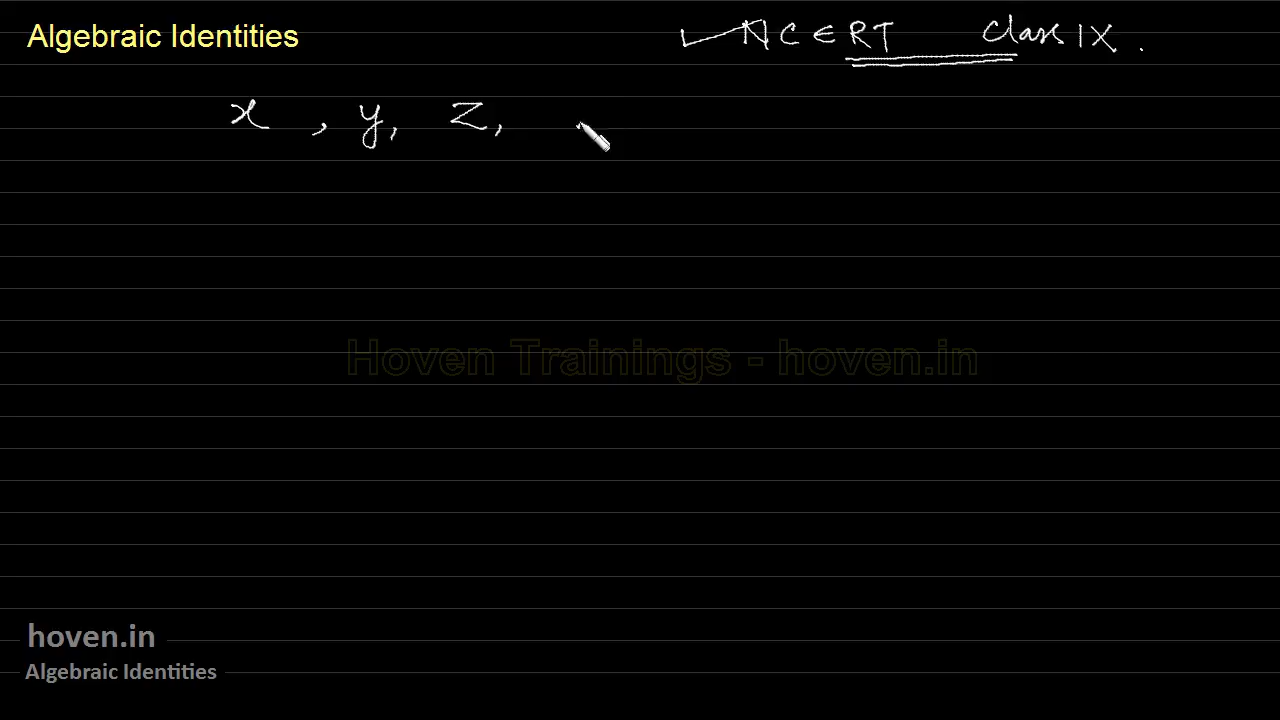 Algebraic Identities
NCERT Class IX.
x, y, z,
Hoven Trainings - hoven.in
hoven.in
Algebraic Identities